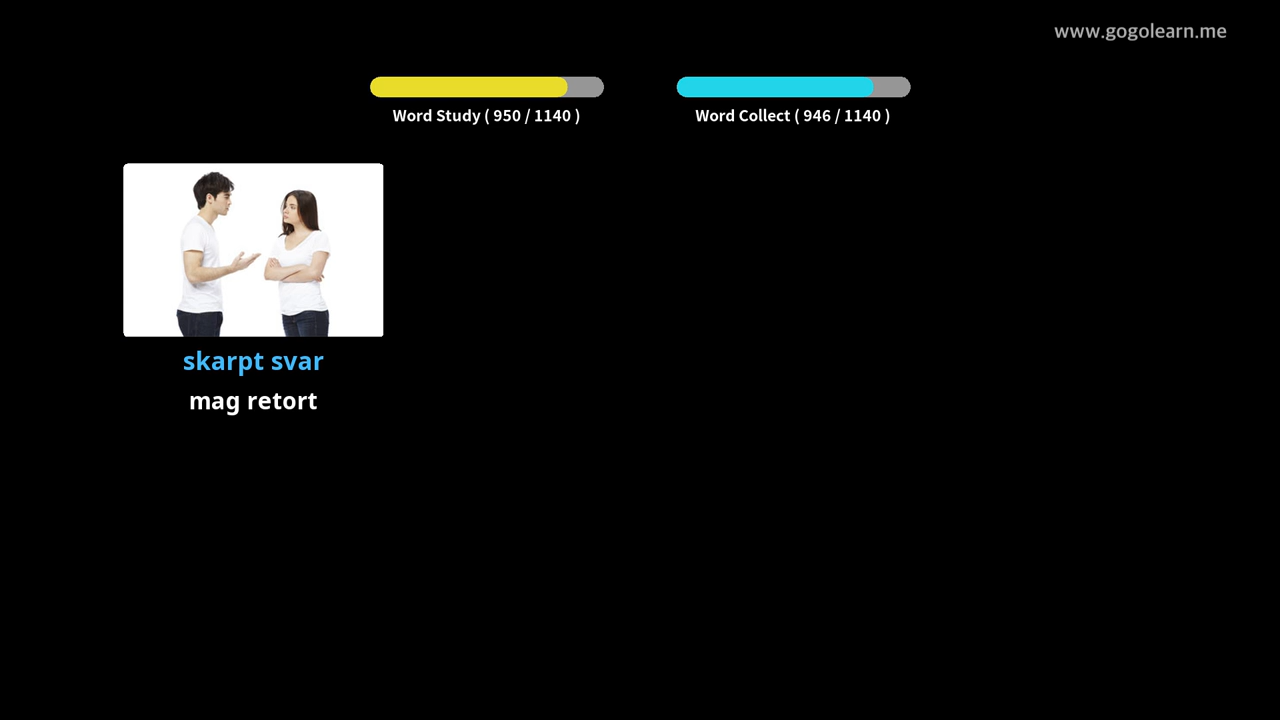 www.gogolearn.me
Word Study ( 950 / 1140 )
Word Collect ( 946 / 1140 )
skarpt svar
mag retort